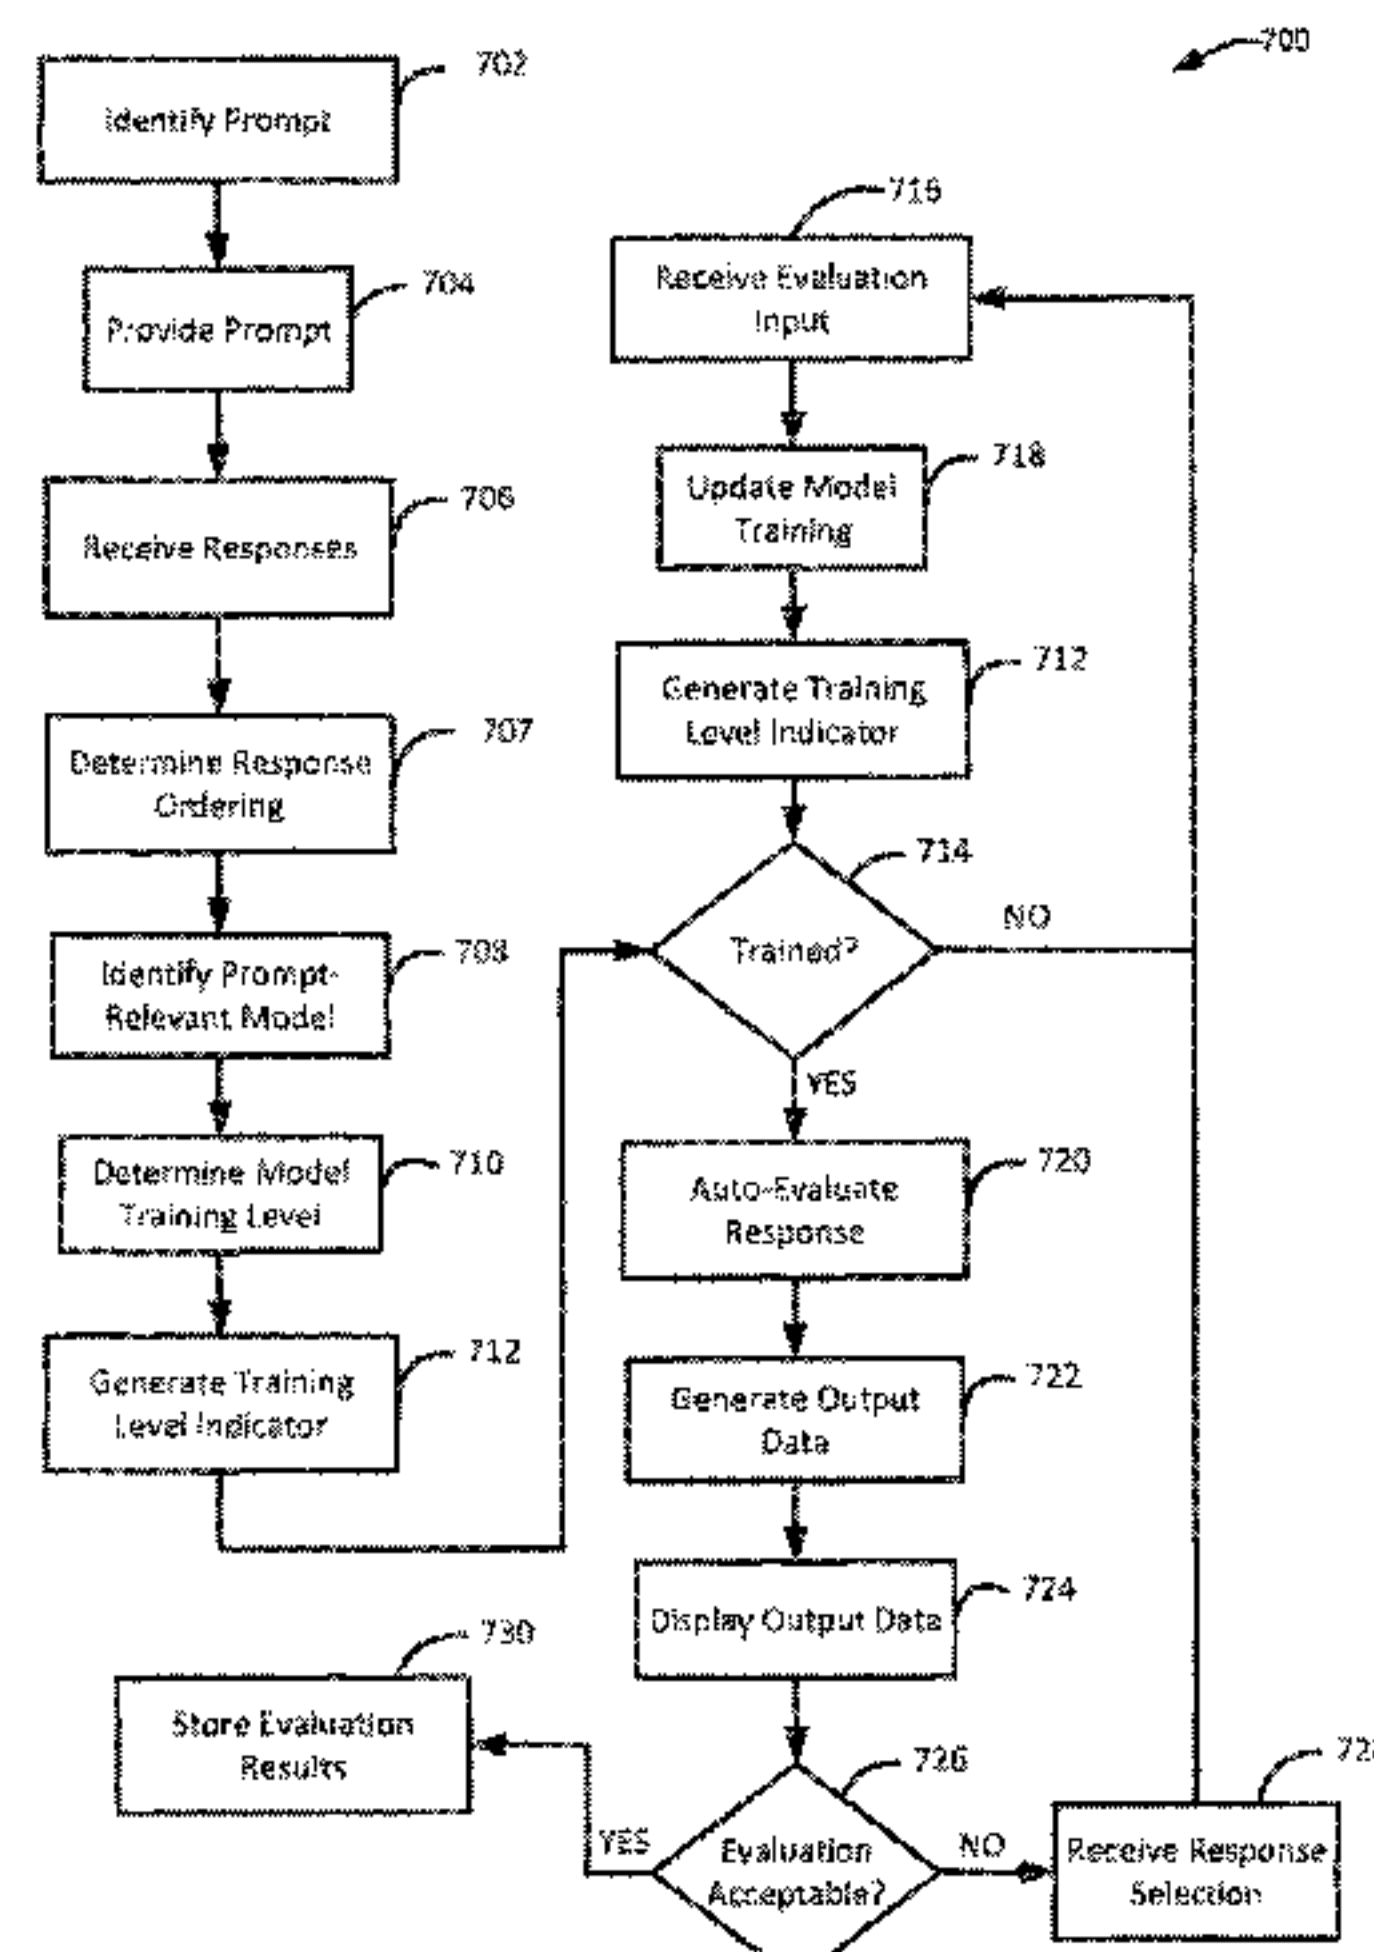 700
702
Identify Prompt
704
Provide Prompt
706
Receive Responses
707
Determine Response
Ordering
708
Identify Prompt-
Relevant Model
710
Determine Model
Training Level
712
Generate Training
Level Indicator
716
Receive Evaluation
Input
718
Update Model
Training
712
Generate Training
Level Indicator
714
Trained?
NO
YES
720
Auto-Evaluate
Response
722
Generate Output
Data
724
Display Output Data
726
Evaluation
Acceptable?
YES
NO
Receive Response
Selection
730
Store Evaluation
Results